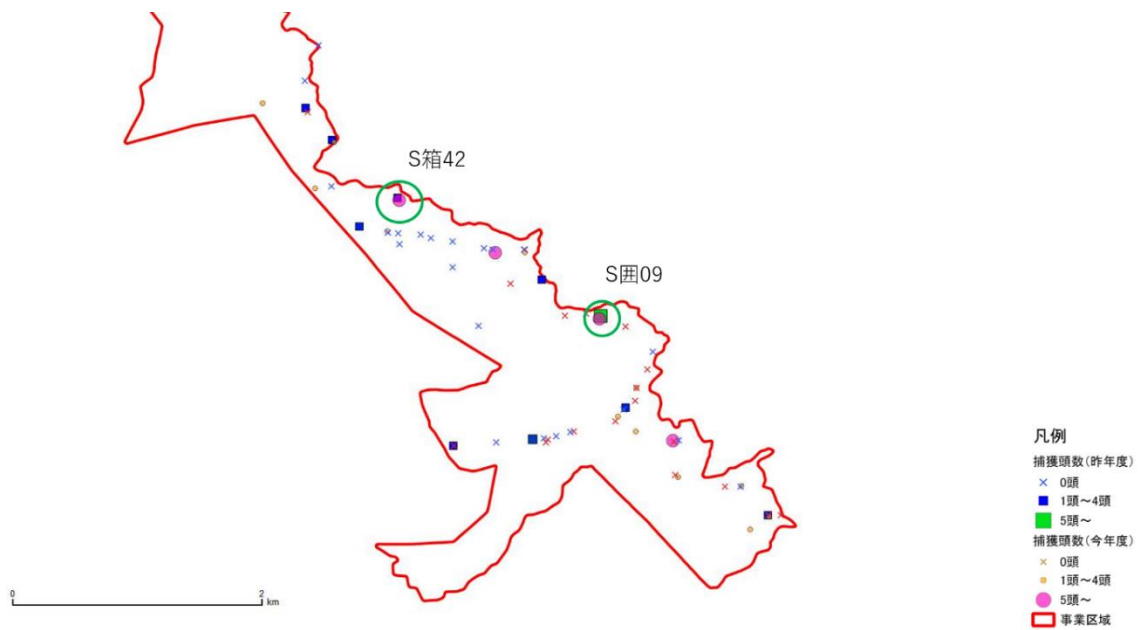 S箱42
S囲09
凡例
捕獲頭数(昨年度)
0頭
1頭～4頭
5頭～
捕獲頭数(今年度)
0頭
1頭～4頭
5頭～
事業区域
0 2
km